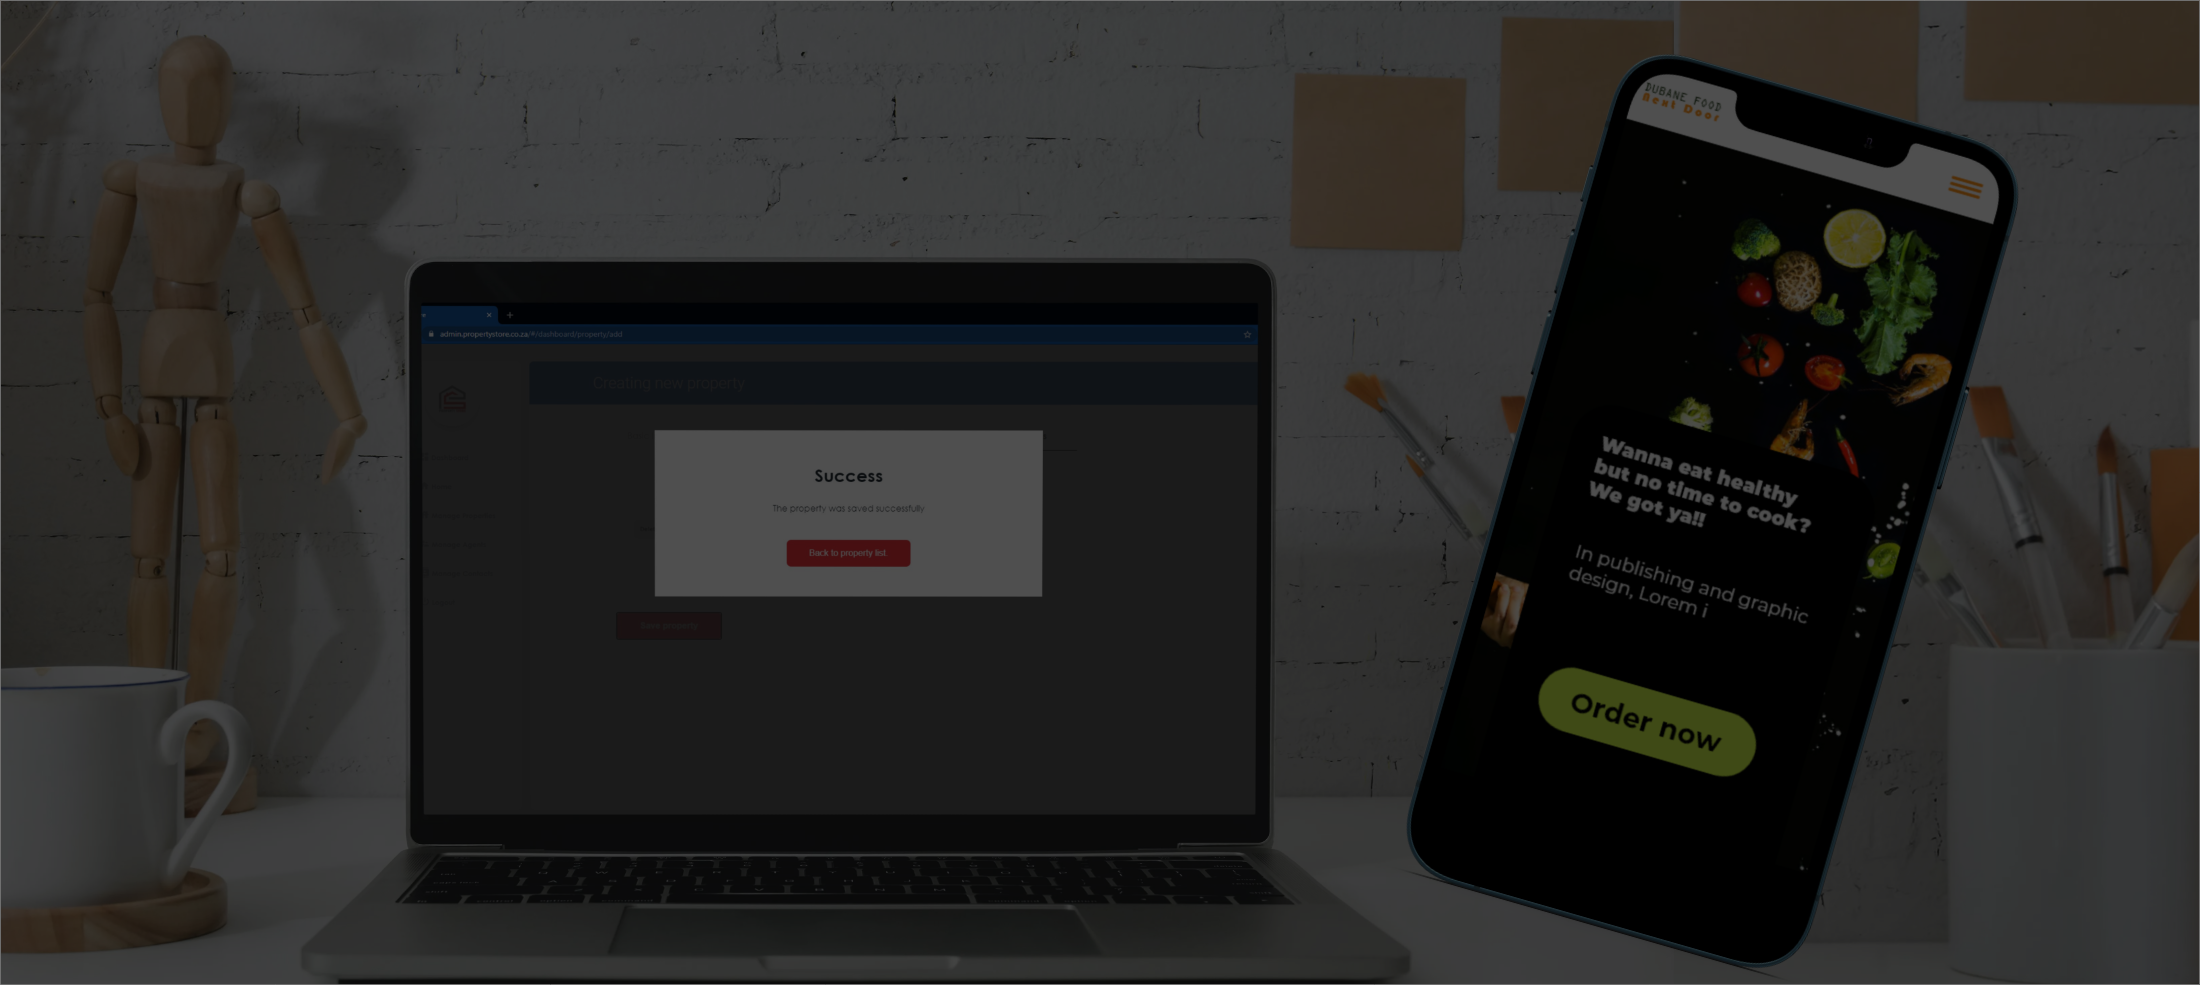 admin.propertystore.co.za/#/dashboard/property/add
Creating new property
Success
The property was saved successfully
Back to property list
Save property
DUBANE FOOD
Next Door
Wanna eat healthy
but no time to cook?
We got ya!!
In publishing and graphic
design, Lorem i
Order now